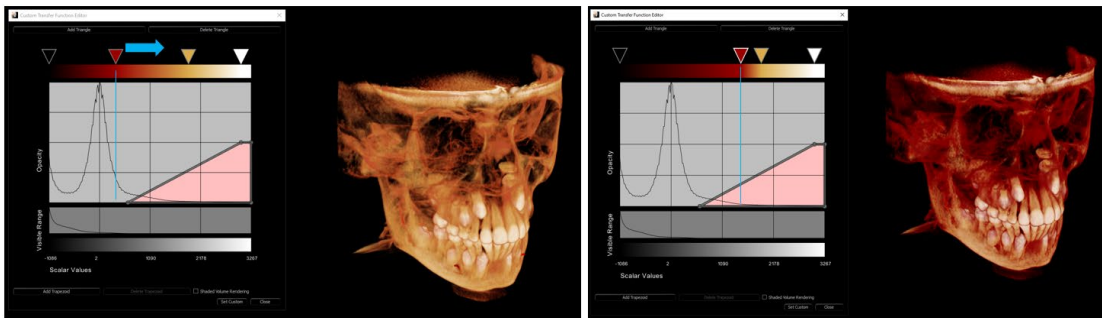 Custom Transfer Function Editor
Add Triangle Delete Triangle
Opacity
Visible Range
-1086 2 1090 2178 3267
Scalar Values
Add Trapezoid Delete Trapezoid Shaded Volume Rendering
Set Custom Close
Custom Transfer Function Editor
Add Triangle Delete Triangle
Opacity
Visible Range
-1086 2 1090 2178 3267
Scalar Values
Add Trapezoid Delete Trapezoid Shaded Volume Rendering
Set Custom Close